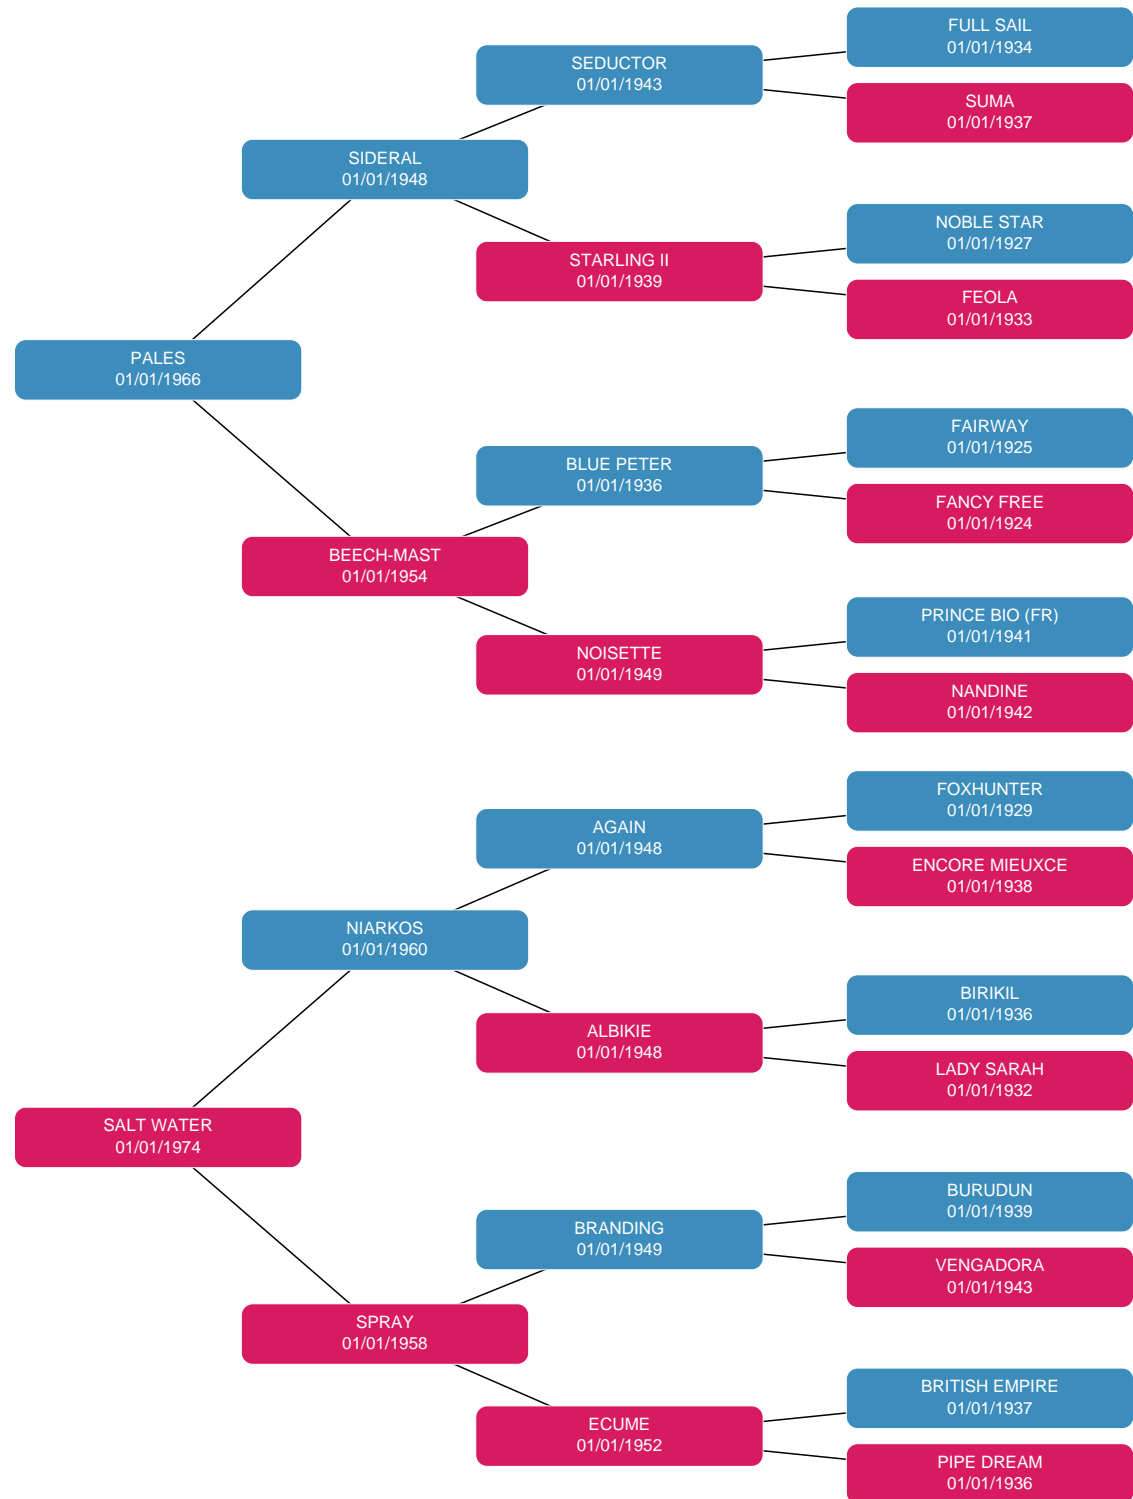 FULL SAIL
01/01/1934
SEDUCTOR
01/01/1943
SUMA
01/01/1937
SIDERAL
01/01/1948
NOBLE STAR
01/01/1927
STARLING II
01/01/1939
FEOLA
01/01/1933
PALES
01/01/1966
FAIRWAY
01/01/1925
BLUE PETER
01/01/1936
FANCY FREE
01/01/1924
BEECH-MAST
01/01/1954
PRINCE BIO (FR)
01/01/1941
NOISETTE
01/01/1949
NANDINE
01/01/1942
FOXHUNTER
01/01/1929
AGAIN
01/01/1948
ENCORE MIEUXCE
01/01/1938
NIARKOS
01/01/1960
BIRIKIL
01/01/1936
ALBIKIE
01/01/1948
LADY SARAH
01/01/1932
SALT WATER
01/01/1974
BURUDUN
01/01/1939
BRANDING
01/01/1949
VENGADORA
01/01/1943
SPRAY
01/01/1958
BRITISH EMPIRE
01/01/1937
ECUME
01/01/1952
PIPE DREAM
01/01/1936